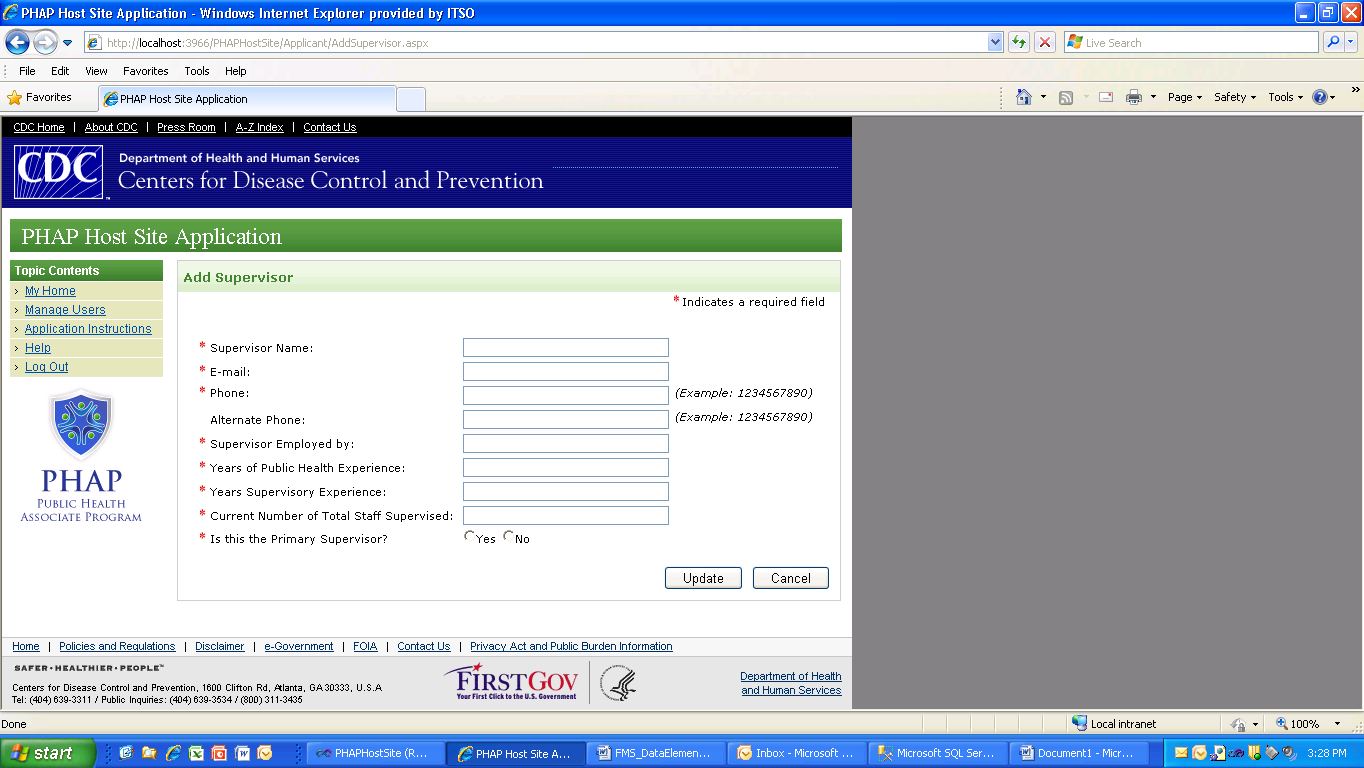 PHAP Host Site Application - Windows Internet Explorer provided by ITSO
http://localhost:3966/PHAPHostSite/Applicant/AddSupervisor.aspx
Live Search
File Edit View Favorites Tools Help
Favorites PHAP Host Site Application
Page Safety Tools
CDC Home | About CDC | Press Room | A-Z Index | Contact Us
CDC
Department of Health and Human Services
Centers for Disease Control and Prevention
PHAP Host Site Application
Topic Contents
› My Home
› Manage Users
› Application Instructions
› Help
› Log Out
PHAP
PUBLIC HEALTH
ASSOCIATE PROGRAM
Add Supervisor
* Indicates a required field
* Supervisor Name:
* E-mail:
* Phone: (Example: 1234567890)
Alternate Phone: (Example: 1234567890)
* Supervisor Employed by:
* Years of Public Health Experience:
* Years Supervisory Experience:
* Current Number of Total Staff Supervised:
* Is this the Primary Supervisor? Yes No
Update Cancel
Home | Policies and Regulations | Disclaimer | e-Government | FOIA | Contact Us | Privacy Act and Public Burden Information
SAFER • HEALTHIER • PEOPLE™
Centers for Disease Control and Prevention, 1600 Clifton Rd, Atlanta, GA 30333, U.S.A
Tel: (404) 639-3311 / Public Inquiries: (404) 639-3534 / (800) 311-3435
FIRSTGOV
Your First Click to the U.S. Government
Department of Health
and Human Services
Done Local intranet 100%
start PHAPHostSite (R... PHAP Host Site A... FMS_DataElemen... Inbox - Microsoft ... Microsoft SQL Ser... Document1 - Micr... 3:28 PM